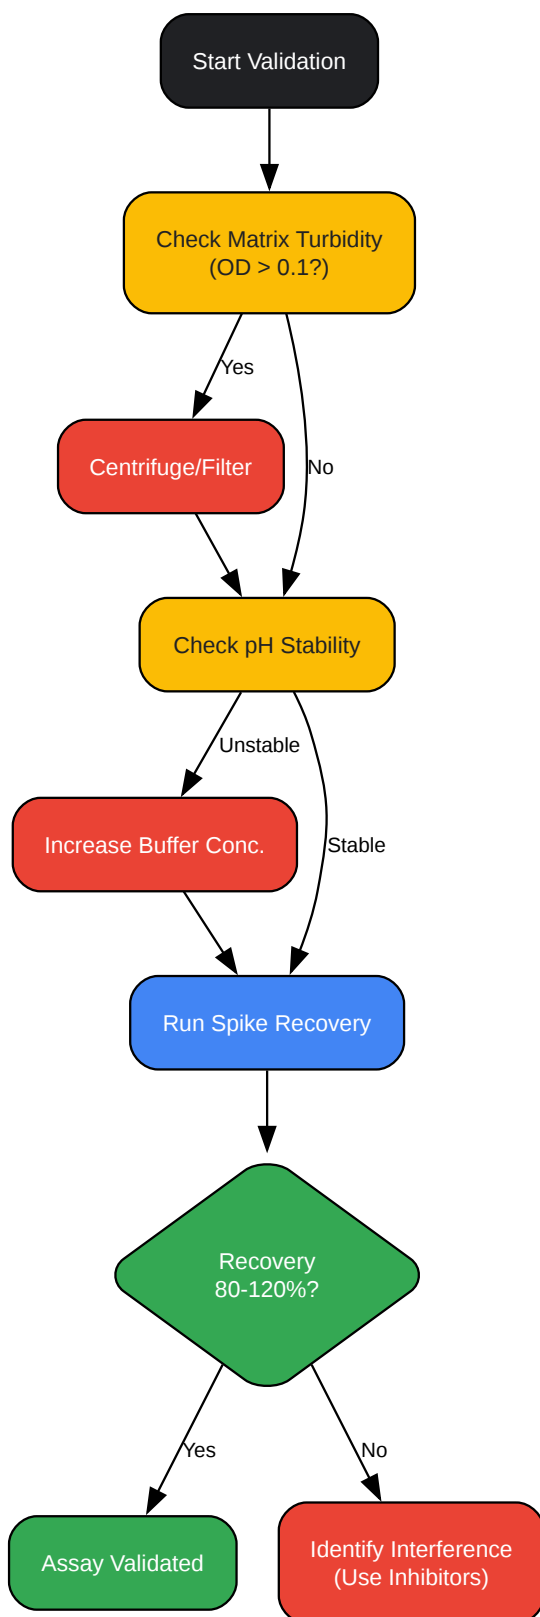 Start Validation
Check Matrix Turbidity
(OD > 0.1?)
Yes
Centrifuge/Filter
No
Check pH Stability
Unstable
Increase Buffer Conc.
Stable
Run Spike Recovery
Recovery
80-120%?
Yes
No
Assay Validated
Identify Interference
(Use Inhibitors)